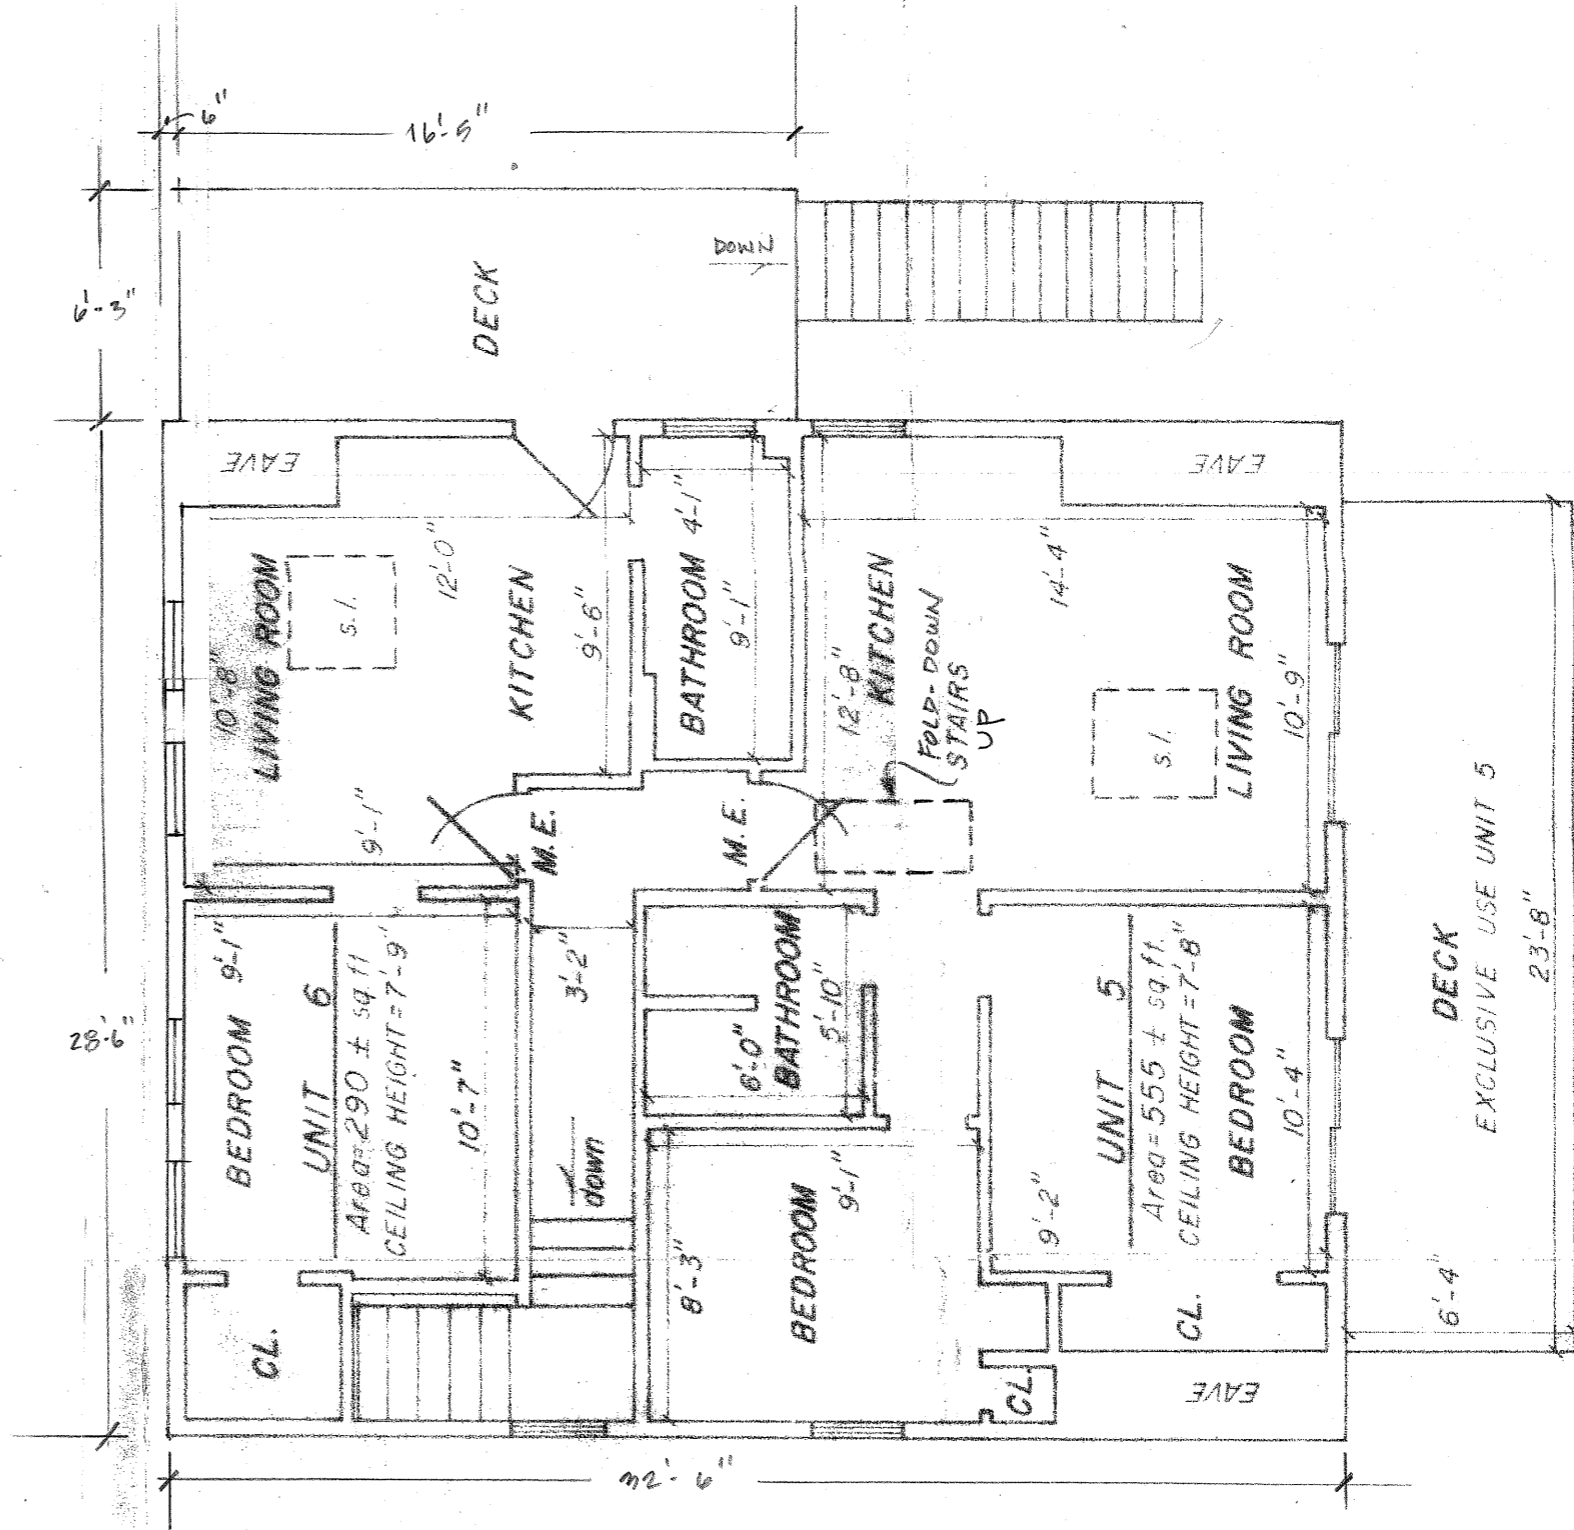 6"
16'-5"
6'-3"
DECK
DOWN
EAVE
EAVE
LIVING ROOM
10'-8"
s.l.
12'-0"
KITCHEN
9'-6"
9'-1"
BATHROOM 4'-1"
9'-1"
12'-8"
KITCHEN
FOLD-DOWN
STAIRS
UP
14'-4"
s.l.
LIVING ROOM
10'-9"
M.E.
M.E.
28'-6"
BEDROOM 9'-1"
UNIT 6
Area=290 ± sq.ft
CEILING HEIGHT=7'-9"
10'-7"
3'-2"
down
BATHROOM
6'-0"
5'-10"
8'-3"
BEDROOM
9'-1"
9'-2"
UNIT 5
Area=555 ± sq.ft.
CEILING HEIGHT=7'-8"
BEDROOM
10'-4"
DECK
EXCLUSIVE USE UNIT 5
23'-8"
6'-4"
CL.
CL.
CL.
EAVE